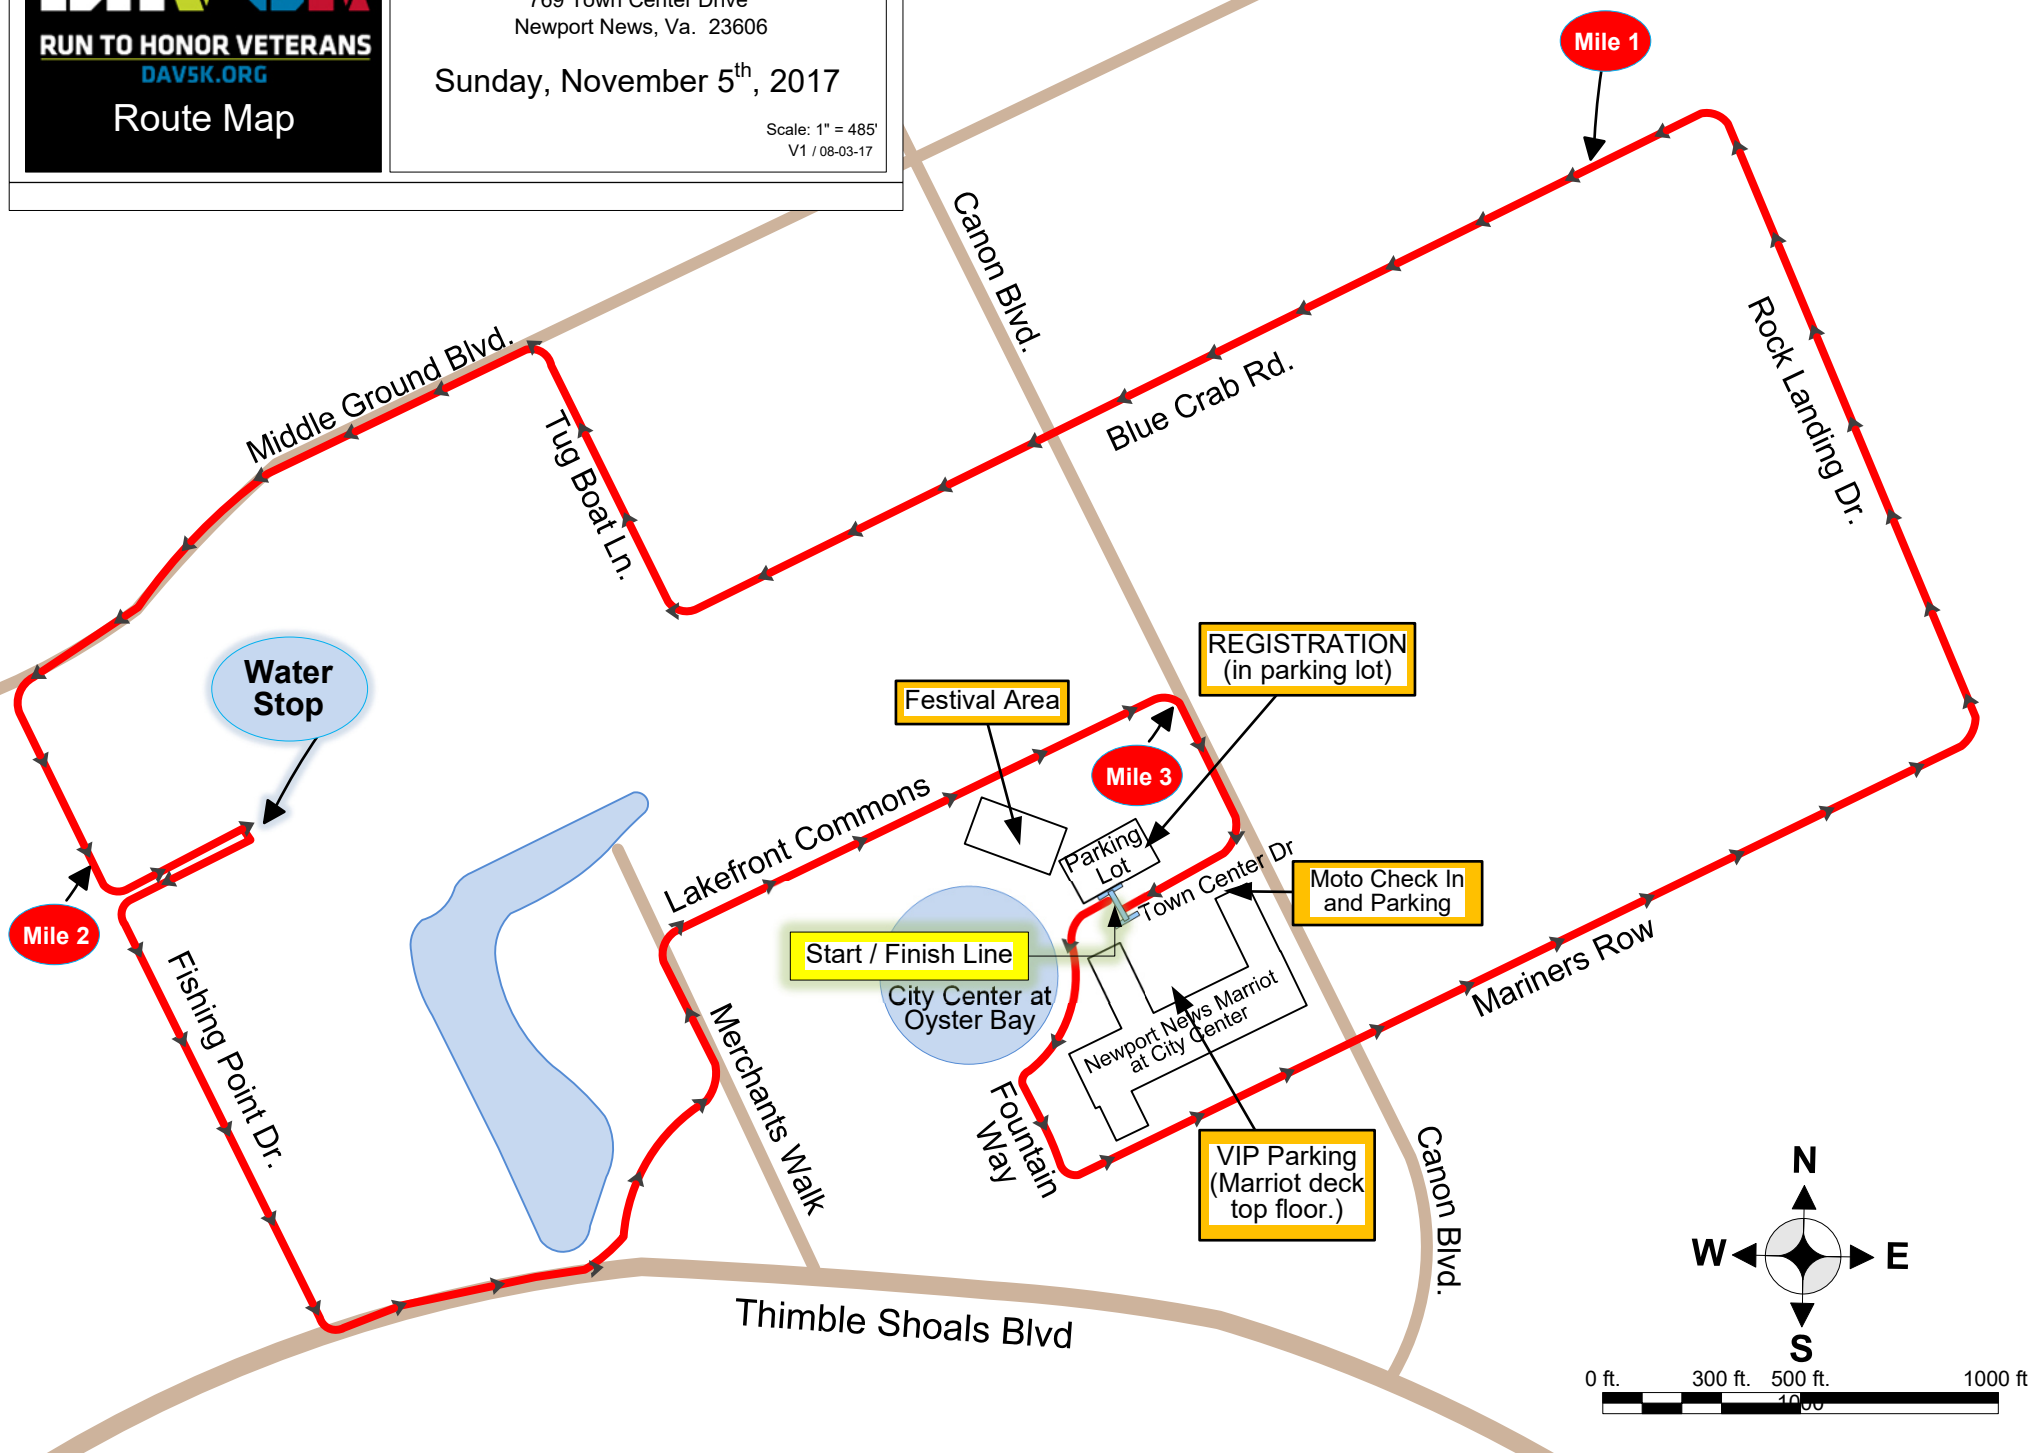 RUN TO HONOR VETERANS
DAV5K.ORG
Route Map
769 Town Center Drive
Newport News, Va. 23606
Sunday, November 5th, 2017
Scale: 1" = 485'
V1 / 08-03-17
Mile 1
Canon Blvd.
Middle Ground Blvd.
Blue Crab Rd.
Rock Landing Dr.
Tug Boat Ln.
Water
Stop
REGISTRATION
(in parking lot)
Festival Area
Mile 3
Lakefront Commons
Parking
Lot
Town Center Dr
Moto Check In
and Parking
Mile 2
Start / Finish Line
City Center at
Oyster Bay
Newport News Marriot
at City Center
Mariners Row
Fishing Point Dr.
Merchants Walk
Fountain
Way
VIP Parking
(Marriot deck
top floor.)
Canon Blvd.
Thimble Shoals Blvd
N
W
E
S
0 ft.
300 ft.
500 ft.
1000 ft
1000